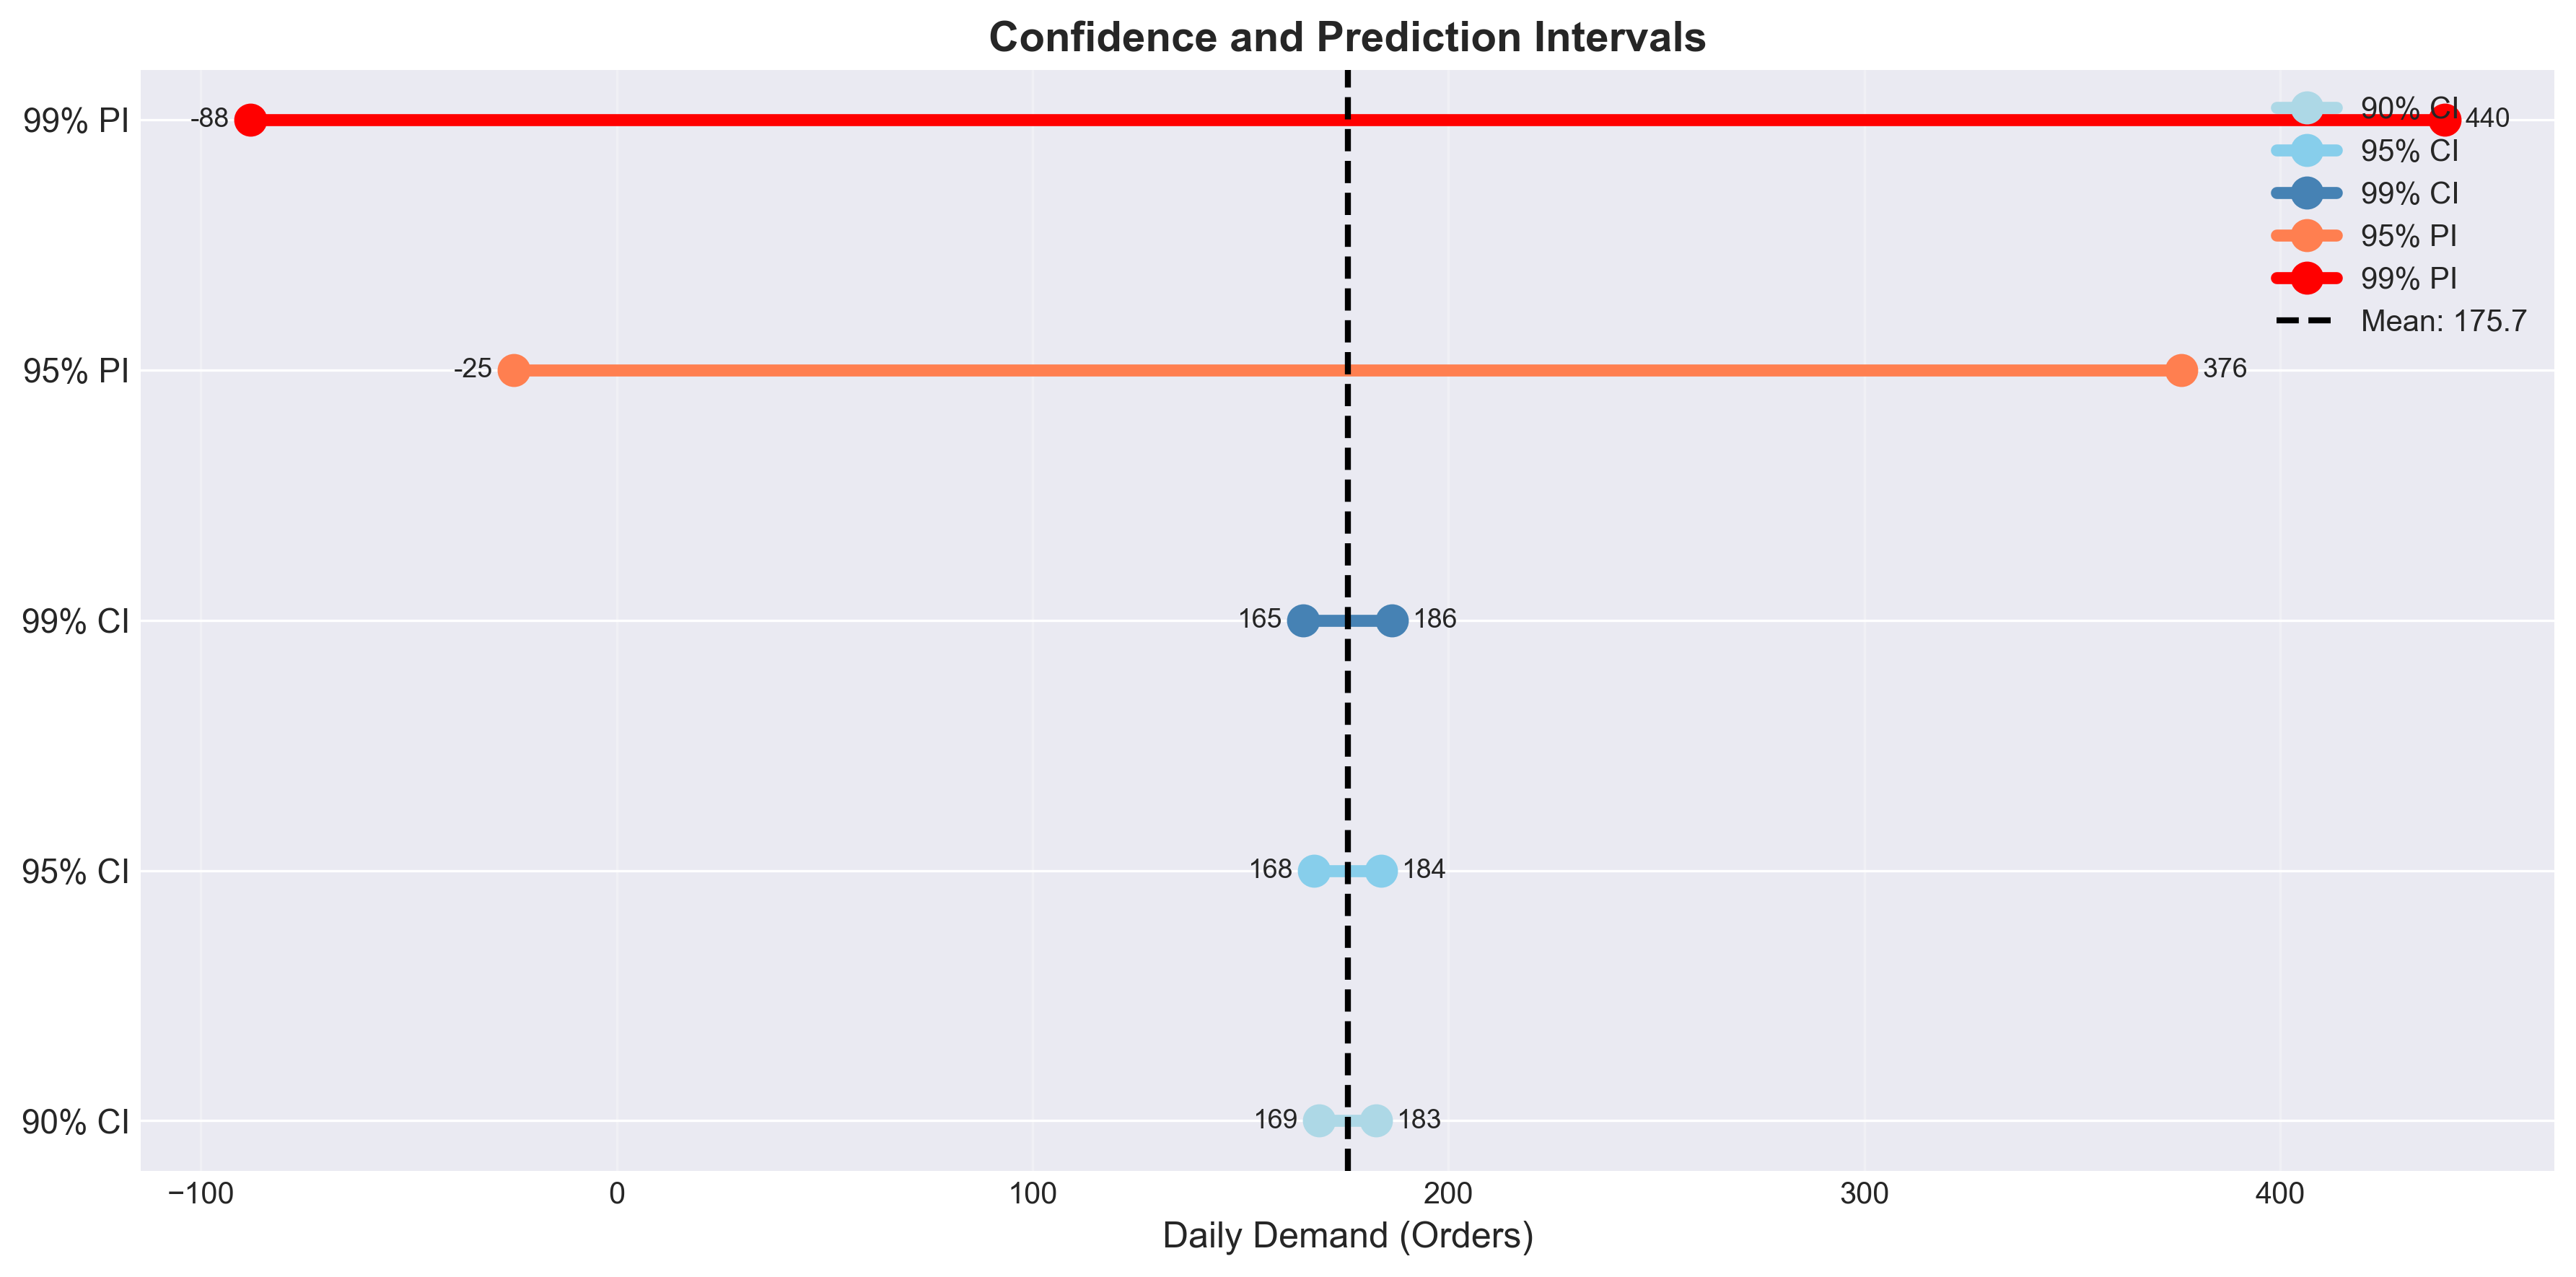 Confidence and Prediction Intervals
99% PI
-88
440
95% PI
-25
376
99% CI
165
186
95% CI
168
184
90% CI
169
183
90% CI
95% CI
99% CI
95% PI
99% PI
Mean: 175.7
−100
0
100
200
300
400
Daily Demand (Orders)